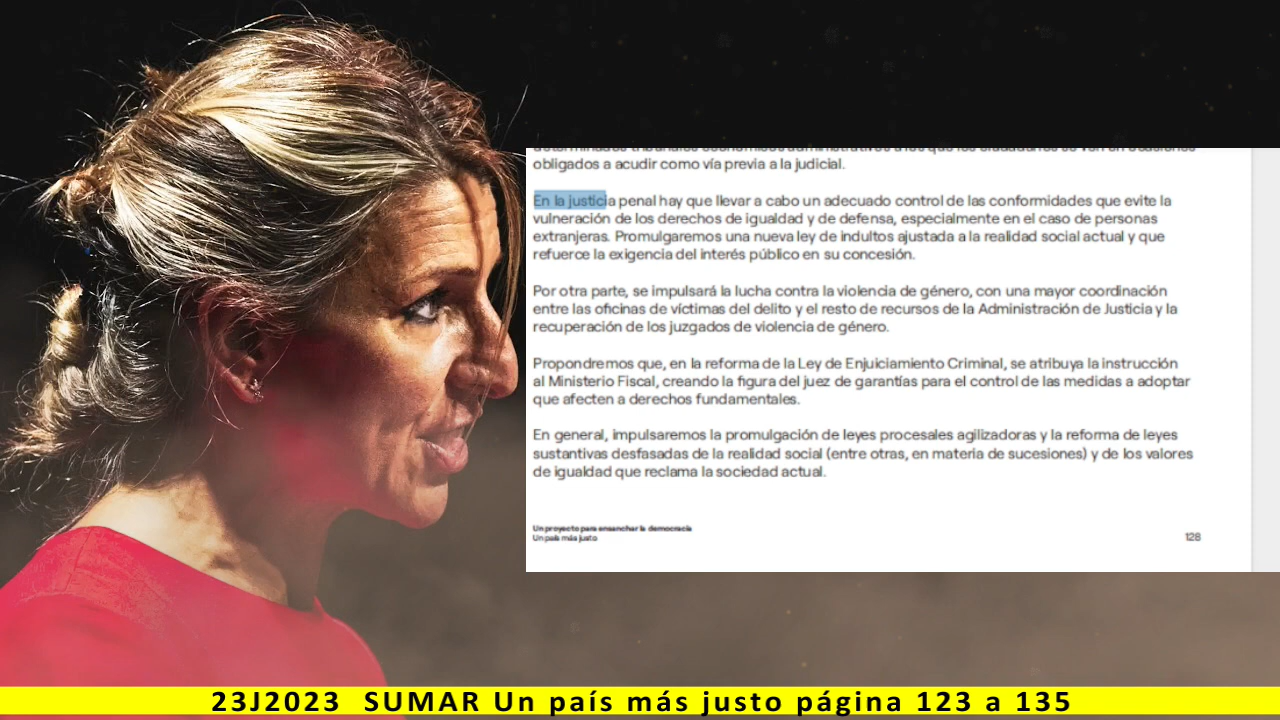 obligados a acudir como vía previa a la judicial.
En la justicia penal hay que llevar a cabo un adecuado control de las conformidades que evite la
vulneración de los derechos de igualdad y de defensa, especialmente en el caso de personas
extranjeras. Promulgaremos una nueva ley de indultos ajustada a la realidad social actual y que
refuerce la exigencia del interés público en su concesión.
Por otra parte, se impulsará la lucha contra la violencia de género, con una mayor coordinación
entre las oficinas de víctimas del delito y el resto de recursos de la Administración de Justicia y la
recuperación de los juzgados de violencia de género.
Propondremos que, en la reforma de la Ley de Enjuiciamiento Criminal, se atribuya la instrucción
al Ministerio Fiscal, creando la figura del juez de garantías para el control de las medidas a adoptar
que afecten a derechos fundamentales.
En general, impulsaremos la promulgación de leyes procesales agilizadoras y la reforma de leyes
sustantivas desfasadas de la realidad social (entre otras, en materia de sucesiones) y de los valores
de igualdad que reclama la sociedad actual.
Un proyecto para ensanchar la democracia
Un país más justo 128
23J2023 SUMAR Un país más justo página 123 a 135